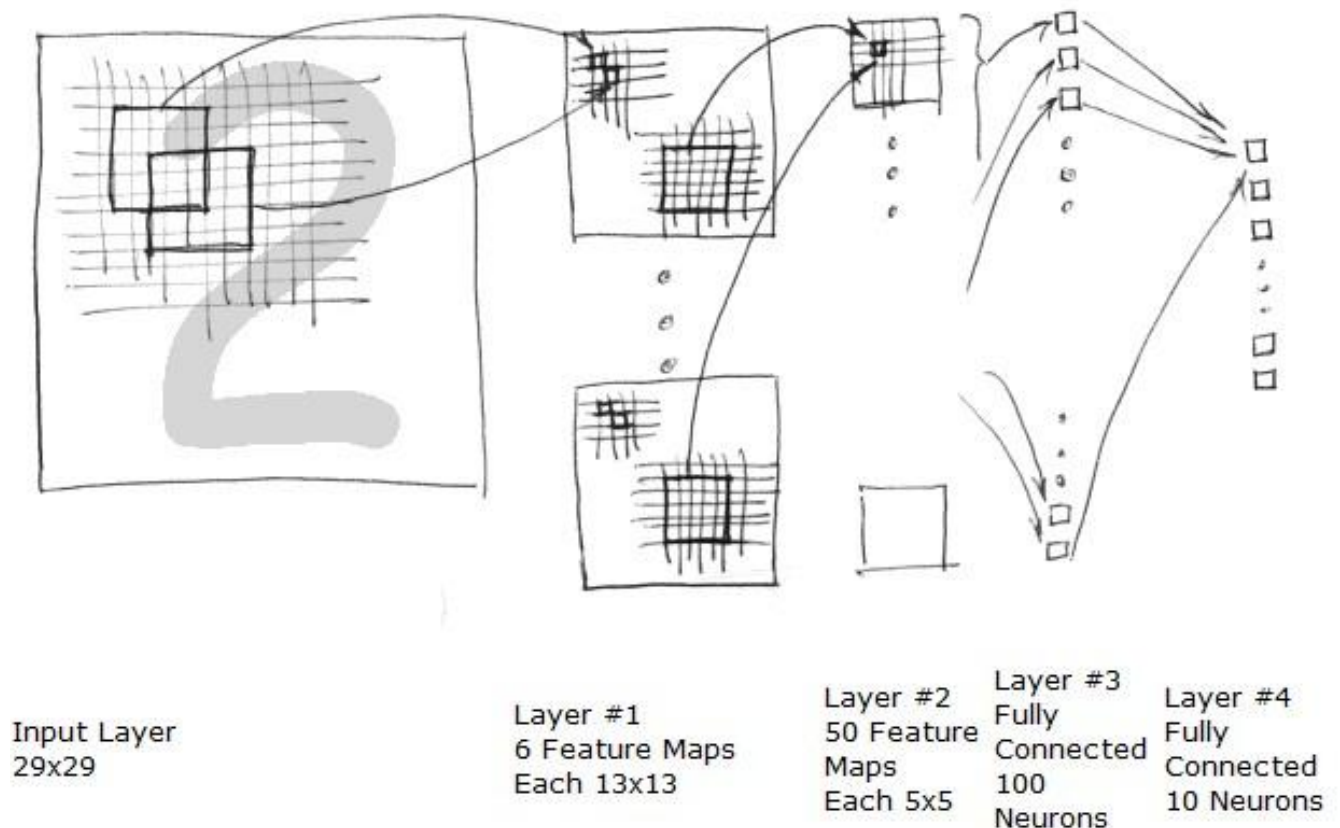 2
Input Layer
29x29
Layer #1
6 Feature Maps
Each 13x13
Layer #2
50 Feature
Maps
Each 5x5
Layer #3
Fully
Connected
100
Neurons
Layer #4
Fully
Connected
10 Neurons